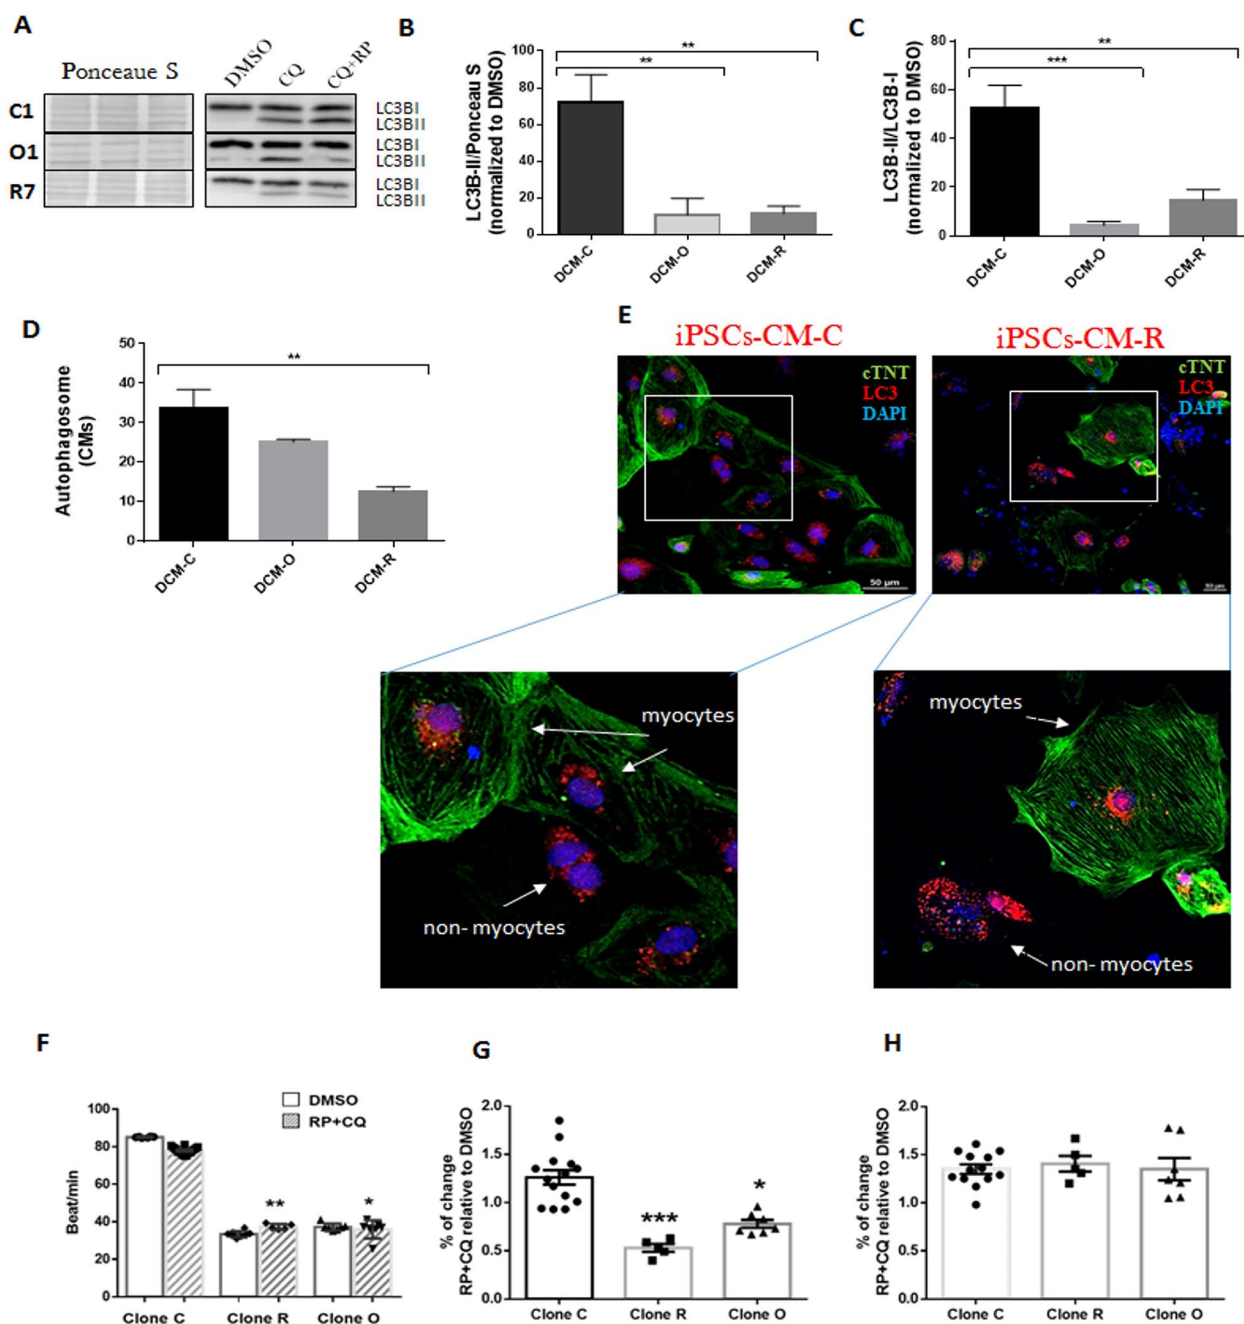 A
Ponceaue S
DMSO
CQ
CQ+RP
C1
LC3BI
LC3BII
O1
LC3BI
LC3BII
R7
LC3BI
LC3BII
B
LC3B-II/Ponceau S
(normalized to DMSO)
100
80
60
40
20
0
**
**
DCM-C
DCM-O
DCM-R
C
LC3B-II/LC3B-I
(normalized to DMSO)
80
60
40
20
0
**
***
DCM-C
DCM-O
DCM-R
D
Autophagosome
(CMs)
50
40
30
20
10
0
**
DCM-C
DCM-O
DCM-R
E
iPSCs-CM-C
cTNT
LC3
DAPI
50 µm
iPSCs-CM-R
cTNT
LC3
DAPI
50 µm
myocytes
non- myocytes
myocytes
non- myocytes
F
DMSO
RP+CQ
Beat/min
100
80
60
40
20
0
**
*
Clone C
Clone R
Clone O
G
% of change
RP+CQ relative to DMSO
2.0
1.5
1.0
0.5
0.0
***
*
Clone C
Clone R
Clone O
H
% of change
RP+CQ relative to DMSO
2.0
1.5
1.0
0.5
0.0
Clone C
Clone R
Clone O